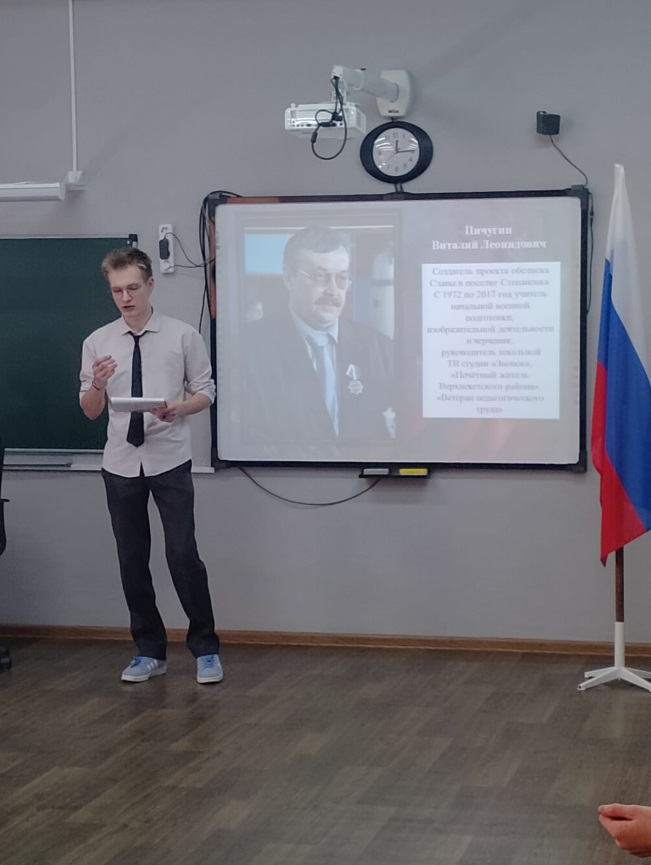 Пичугин
Виталий Леонидович
Создатель проекта обелиска
Славы в поселке Степановка.
С 1972 по 2017 год учитель
начальной военной
подготовки,
изобразительной деятельности
и черчения,
руководитель школьной
ТВ студии «Звонок»,
«Почётный житель
Верхнекетского района».
«Ветеран педагогического
труда»